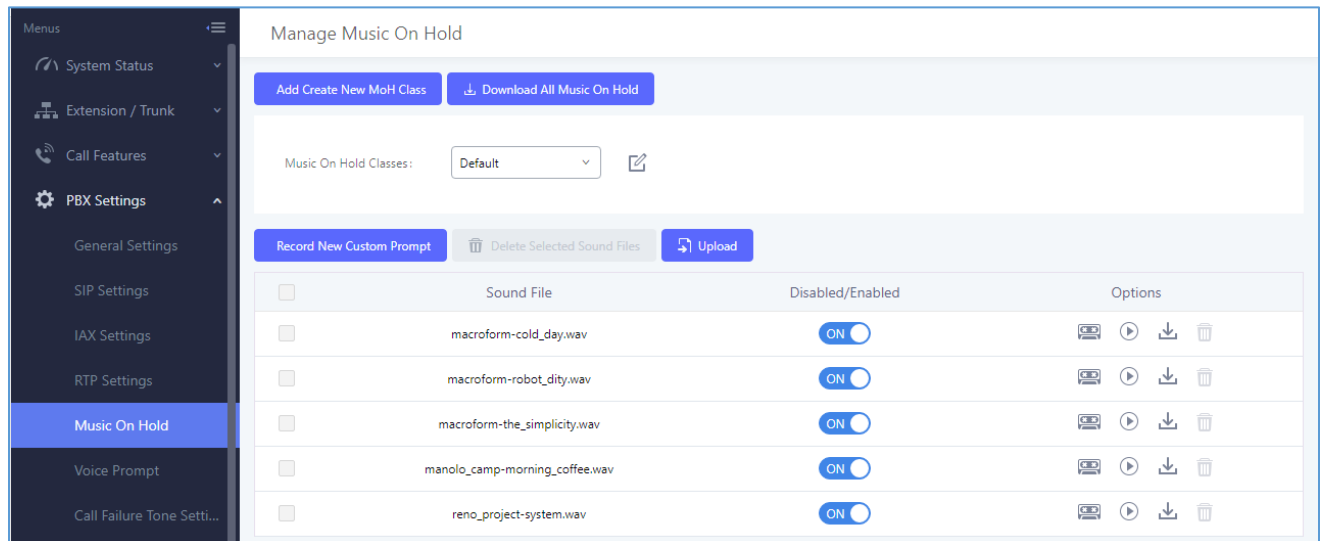 Menus
System Status
Extension / Trunk
Call Features
PBX Settings
General Settings
SIP Settings
IAX Settings
RTP Settings
Music On Hold
Voice Prompt
Call Failure Tone Setti...
Manage Music On Hold
Add Create New MoH Class
Download All Music On Hold
Music On Hold Classes:
Default
Record New Custom Prompt
Delete Selected Sound Files
Upload
Sound File Disabled/Enabled Options
macroform-cold_day.wav ON
macroform-robot_dity.wav ON
macroform-the_simplicity.wav ON
manolo_camp-morning_coffee.wav ON
reno_project-system.wav ON